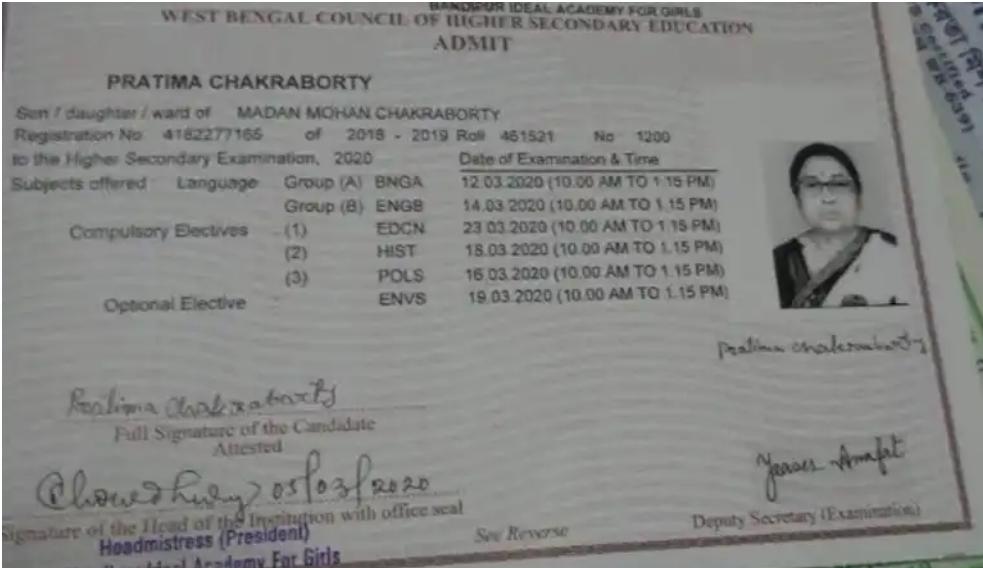 BANDIPUR IDEAL ACADEMY FOR GIRLS
WEST BENGAL COUNCIL OF HIGHER SECONDARY EDUCATION
ADMIT
PRATIMA CHAKRABORTY
Son / daughter / ward of MADAN MOHAN CHAKRABORTY
Registration No 4182277165 of 2018 - 2019 Roll 461521 No 1200
to the Higher Secondary Examination, 2020 Date of Examination & Time
Subjects offered Language Group (A) BNGA 12.03.2020 (10.00 AM TO 1.15 PM)
Group (B) ENGB 14.03.2020 (10.00 AM TO 1.15 PM)
Compulsory Electives (1) EDCN 23.03.2020 (10.00 AM TO 1.15 PM)
(2) HIST 18.03.2020 (10.00 AM TO 1.15 PM)
(3) POLS 16.03.2020 (10.00 AM TO 1.15 PM)
Optional Elective ENVS 19.03.2020 (10.00 AM TO 1.15 PM)
Pratima Chakraborty
Pratima Chakraborty
Full Signature of the Candidate
Attested
Chowdhury 05/03/2020
Yeaser Arrafat
Signature of the Head of the Institution with office seal
See Reverse
Deputy Secretary (Examination)
Headmistress (President)
Ideal Academy For Girls